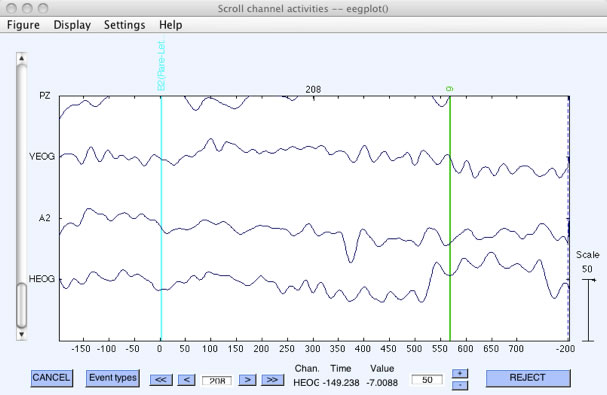 Scroll channel activities -- eegplot()
Figure Display Settings Help
B2(Rare-Let...
208
9
PZ
VEOG
A2
HEOG
Scale
50
-150 -100 -50 0 50 100 150 200 250 300 350 400 450 500 550 600 650 700 -200
CANCEL Event types << < 208 > >> Chan. Time Value 50 + - REJECT
HEOG -149.238 -7.0088